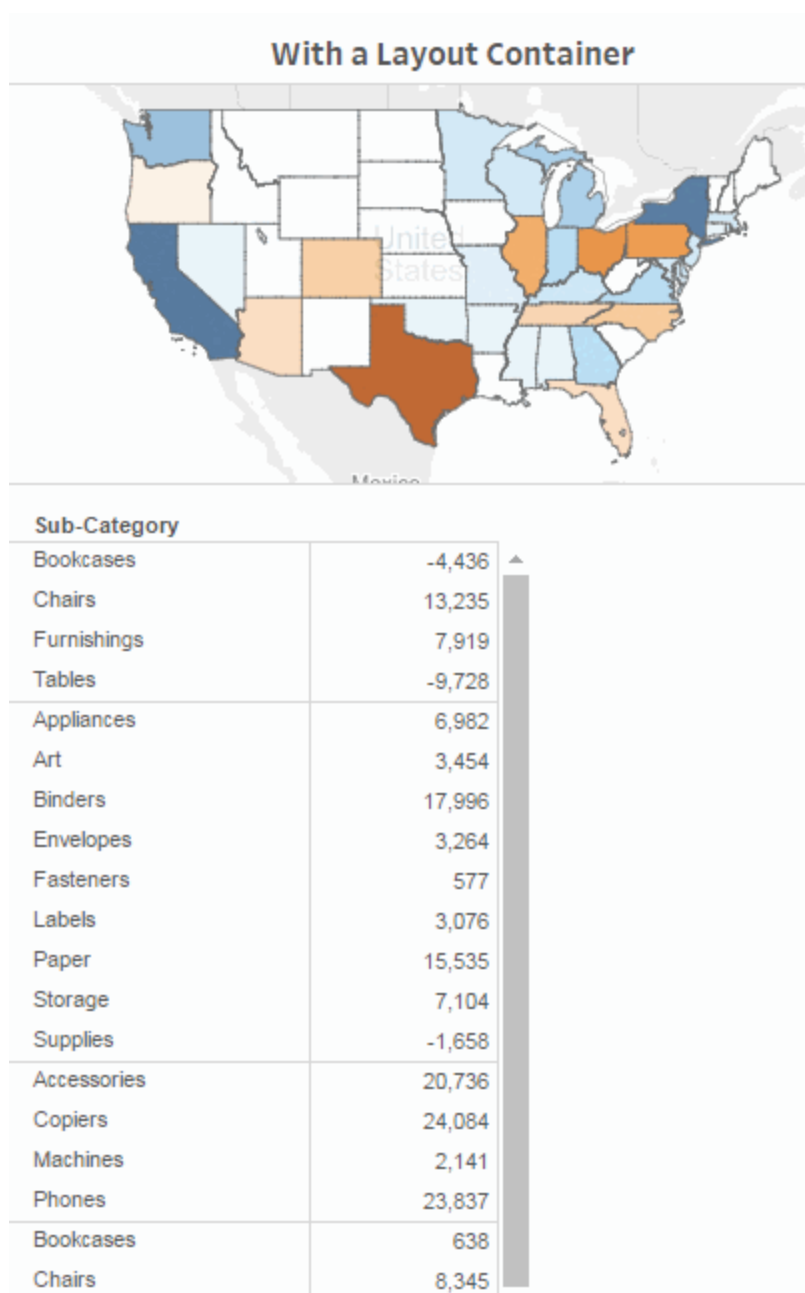 With a Layout Container
United
States
Mexico
Sub-Category
Bookcases -4,436
Chairs 13,235
Furnishings 7,919
Tables -9,728
Appliances 6,982
Art 3,454
Binders 17,996
Envelopes 3,264
Fasteners 577
Labels 3,076
Paper 15,535
Storage 7,104
Supplies -1,658
Accessories 20,736
Copiers 24,084
Machines 2,141
Phones 23,837
Bookcases 638
Chairs 8,345